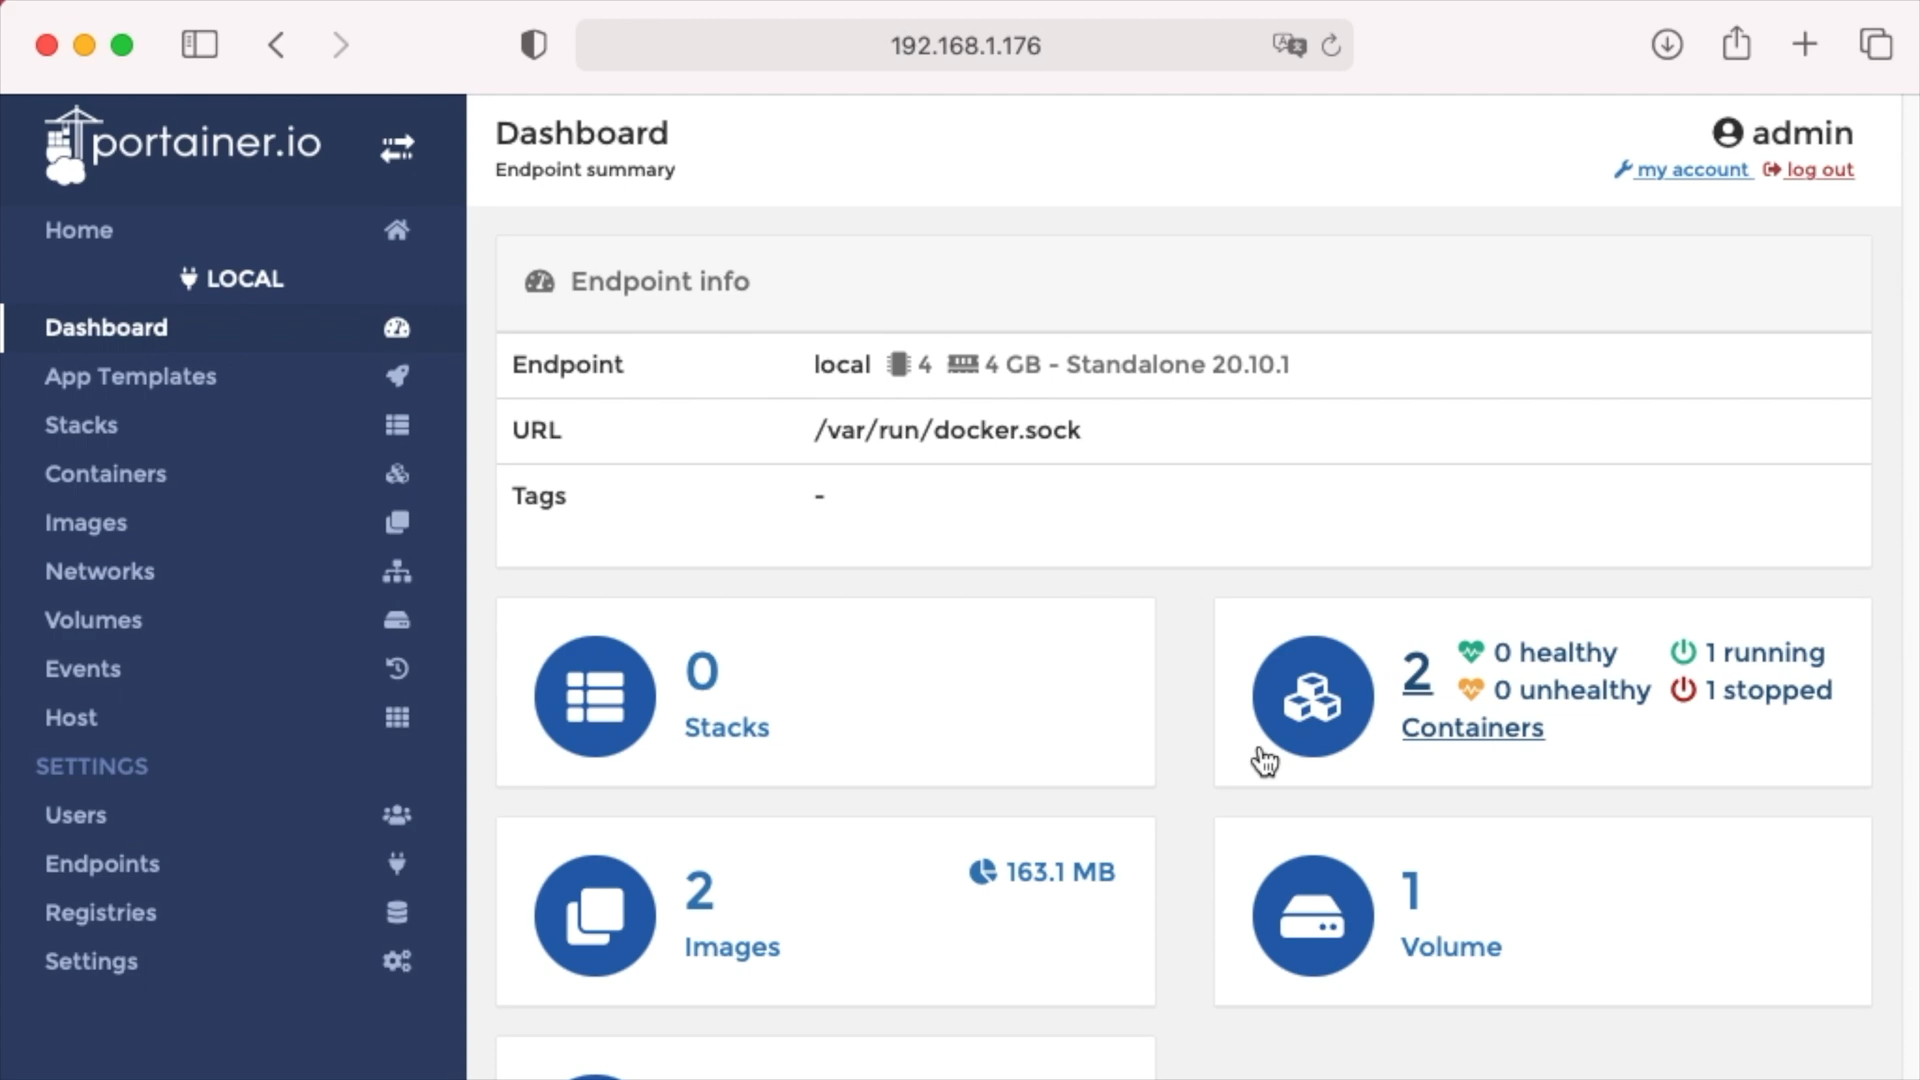 192.168.1.176
portainer.io
Home
LOCAL
Dashboard
App Templates
Stacks
Containers
Images
Networks
Volumes
Events
Host
SETTINGS
Users
Endpoints
Registries
Settings
Dashboard
Endpoint summary
admin
my account log out
Endpoint info
Endpoint local 4 4 GB - Standalone 20.10.1
URL /var/run/docker.sock
Tags -
0
Stacks
2
0 healthy 1 running
0 unhealthy 1 stopped
Containers
2
163.1 MB
Images
1
Volume